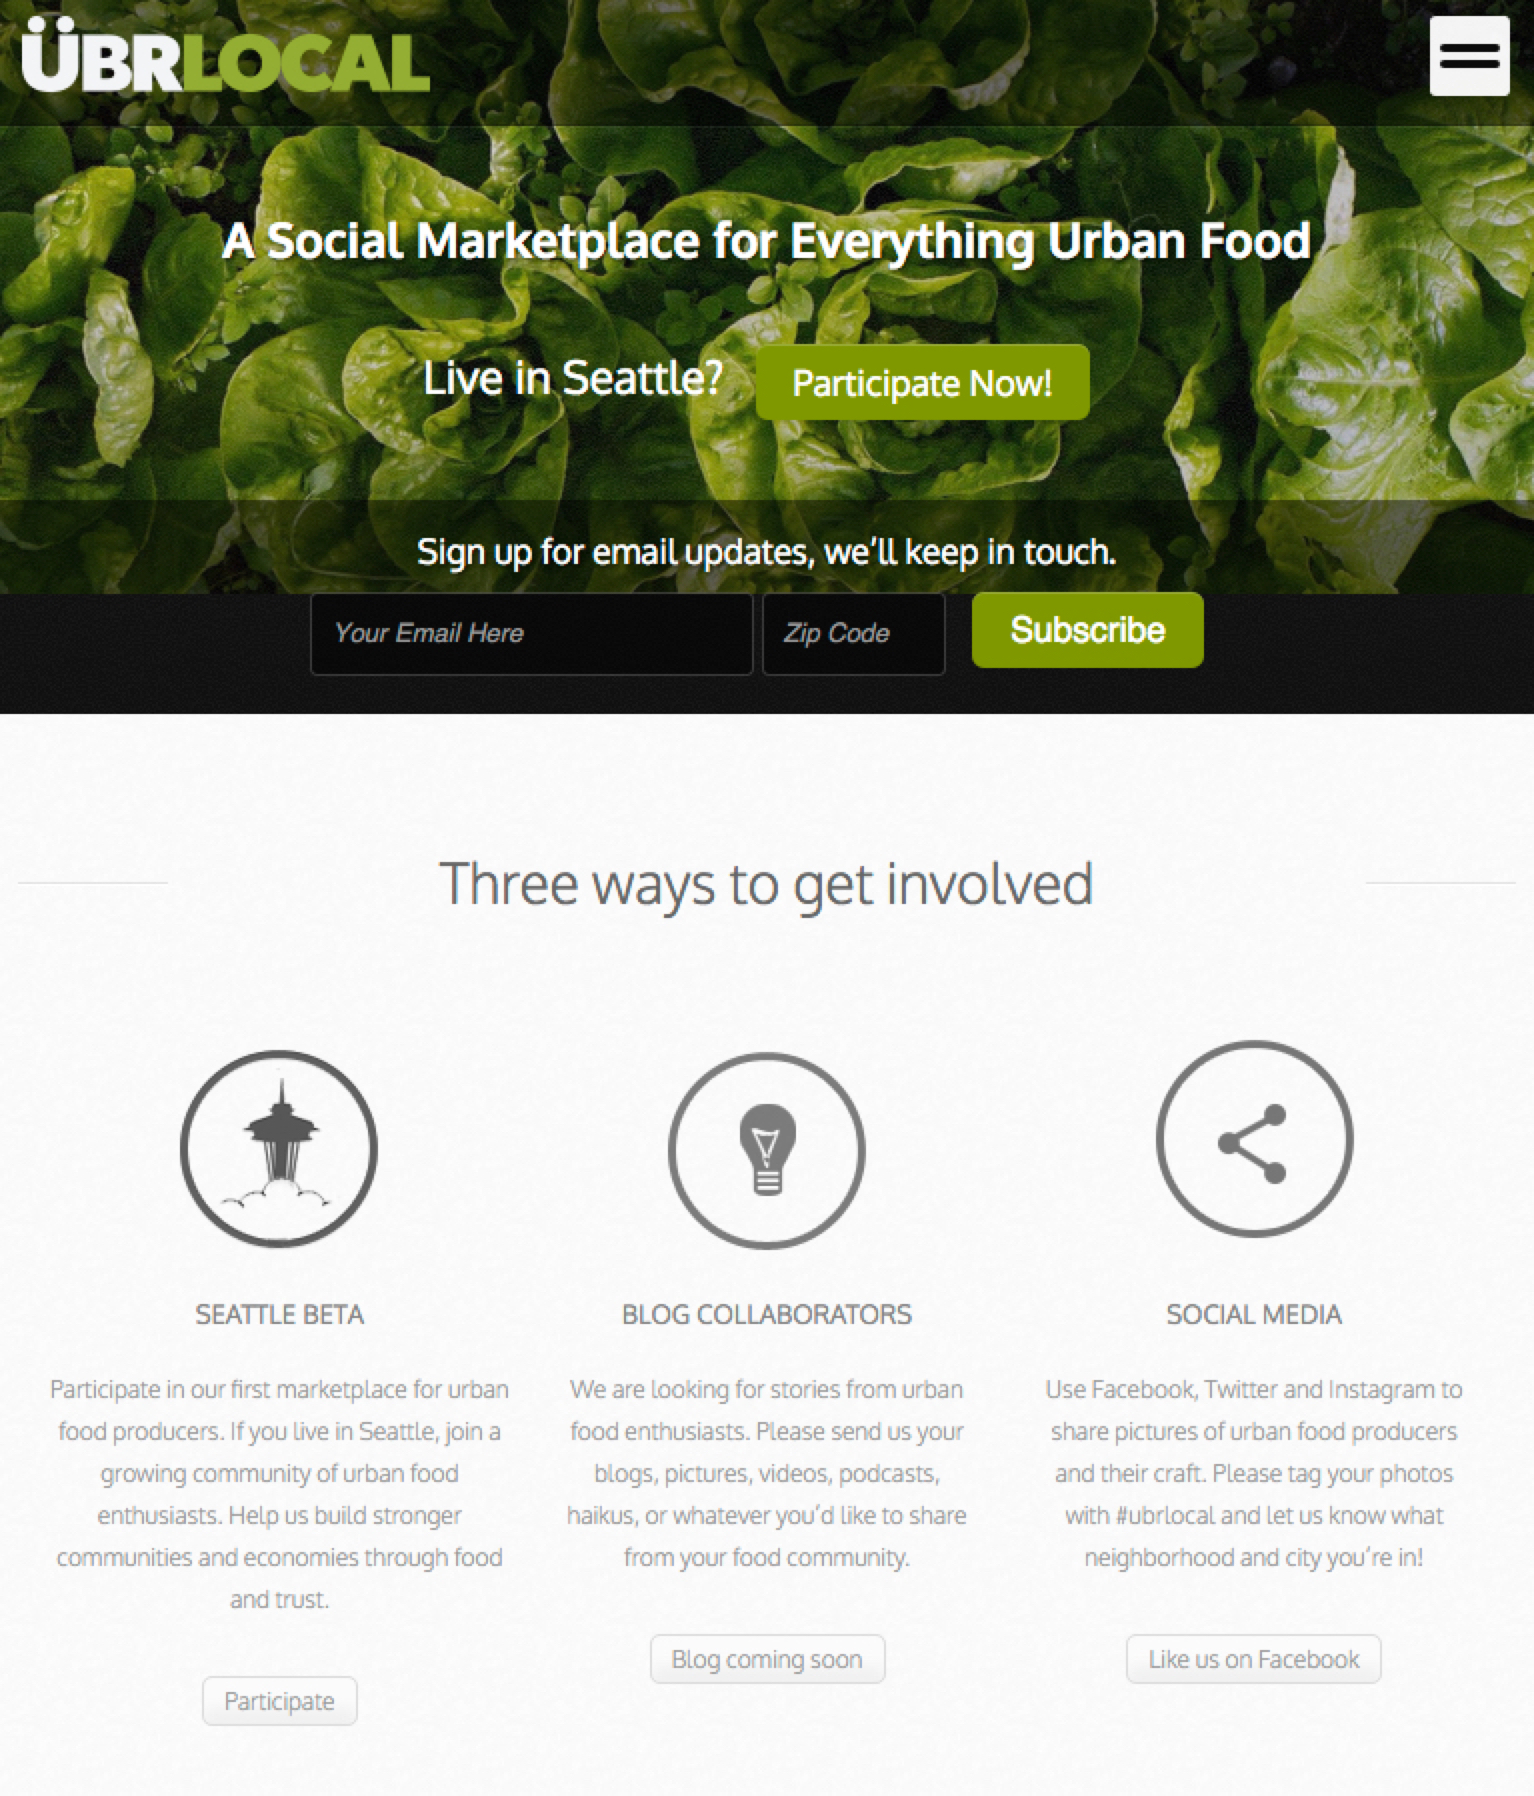 ÜBRLOCAL
A Social Marketplace for Everything Urban Food
Live in Seattle? Participate Now!
Sign up for email updates, we'll keep in touch.
Your Email Here Zip Code Subscribe
Three ways to get involved
SEATTLE BETA
Participate in our first marketplace for urban
food producers. If you live in Seattle, join a
growing community of urban food
enthusiasts. Help us build stronger
communities and economies through food
and trust.
Participate
BLOG COLLABORATORS
We are looking for stories from urban
food enthusiasts. Please send us your
blogs, pictures, videos, podcasts,
haikus, or whatever you'd like to share
from your food community.
Blog coming soon
SOCIAL MEDIA
Use Facebook, Twitter and Instagram to
share pictures of urban food producers
and their craft. Please tag your photos
with #ubrlocal and let us know what
neighborhood and city you're in!
Like us on Facebook